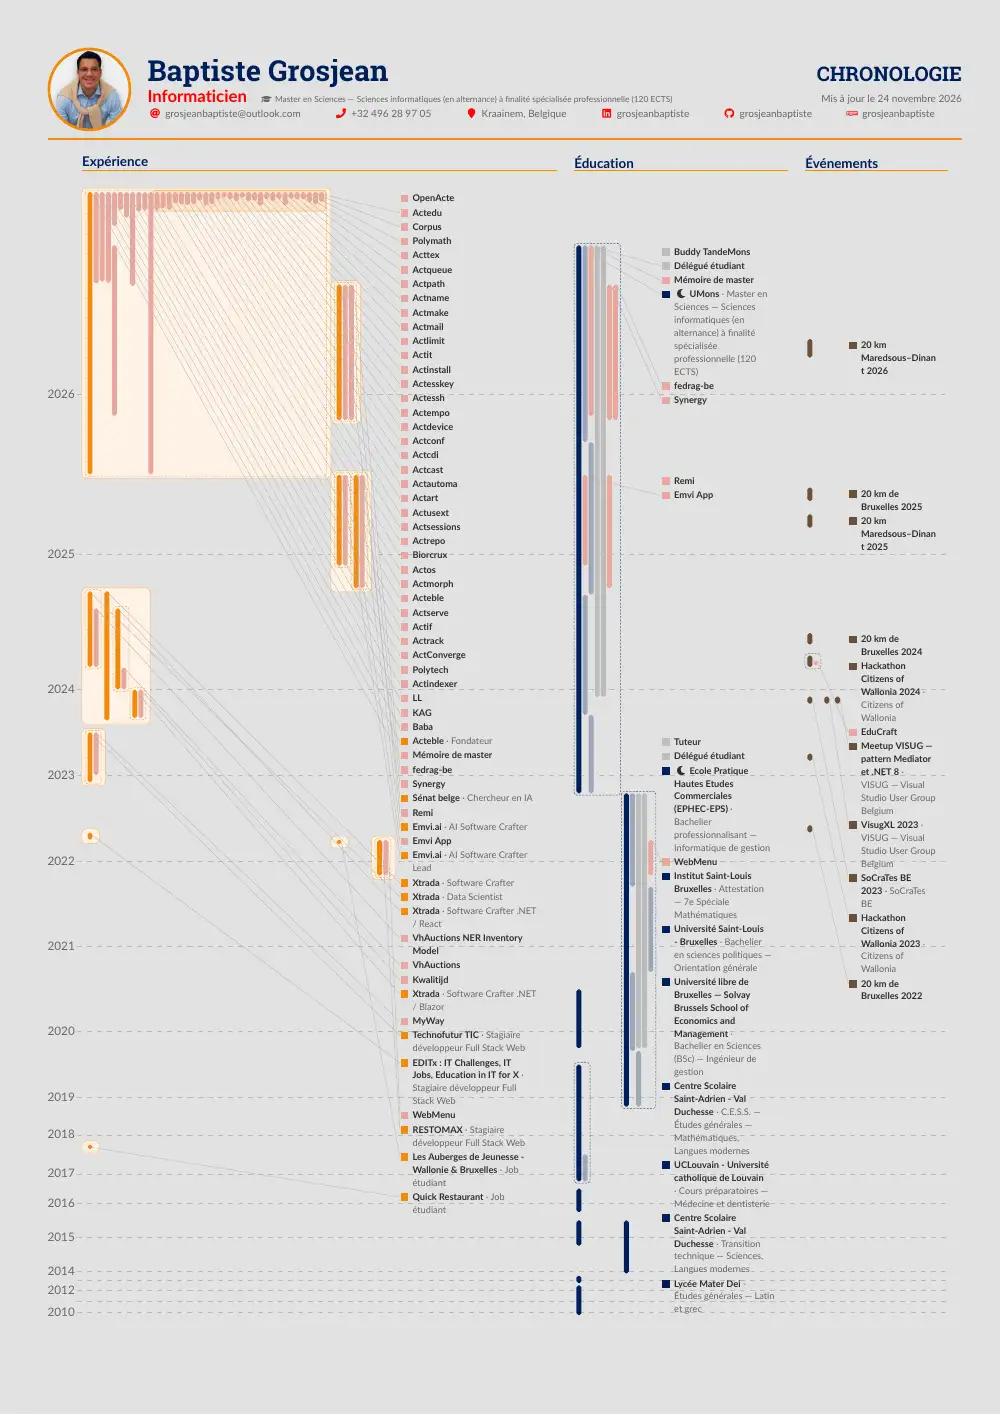 Baptiste Grosjean
CHRONOLOGIE
Informaticien
Master en Sciences — Sciences informatiques (en alternance) à finalité spécialisée professionnelle (120 ECTS)
Mis à jour le 24 novembre 2026
grosjeanbaptiste@outlook.com
+32 496 28 97 05
Kraainem, Belgique
grosjeanbaptiste
grosjeanbaptiste
grosjeanbaptiste
Expérience
OpenActe
Actedu
Corpus
Polymath
Acttex
Actqueue
Actpath
Actname
Actmake
Actmail
Actlimit
Actit
Actinstall
Actesskey
Actessh
Actempo
Actdevice
Actconf
Actcdi
Actcast
Actautoma
Actart
Actusext
Actsessions
Actrepo
Biorcrux
Actos
Actmorph
Acteble
Actserve
Actif
Actrack
ActConverge
Polytech
Actindexer
LL
KAG
Baba
Acteble · Fondateur
Mémoire de master
fedrag-be
Synergy
Sénat belge · Chercheur en IA
Remi
Emvi.ai · AI Software Crafter
Emvi App
Emvi.ai · AI Software Crafter
Lead
Xtrada · Software Crafter
Xtrada · Data Scientist
Xtrada · Software Crafter .NET
/ React
VhAuctions NER Inventory
Model
VhAuctions
Kwalitijd
Xtrada · Software Crafter .NET
/ Blazor
MyWay
Technofutur TIC · Stagiaire
développeur Full Stack Web
EDITx : IT Challenges, IT
Jobs, Education in IT for X ·
Stagiaire développeur Full
Stack Web
WebMenu
RESTOMAX · Stagiaire
développeur Full Stack Web
Les Auberges de Jeunesse -
Wallonie & Bruxelles · Job
étudiant
Quick Restaurant · Job
étudiant
2026
2025
2024
2023
2022
2021
2020
2019
2018
2017
2016
2015
2014
2012
2010
Éducation
Buddy TandeMons
Délégué étudiant
Mémoire de master
UMons · Master en
Sciences — Sciences
informatiques (en
alternance) à finalité
spécialisée
professionnelle (120
ECTS)
fedrag-be
Synergy
Remi
Emvi App
Tuteur
Délégué étudiant
Ecole Pratique
Hautes Etudes
Commerciales
(EPHEC-EPS) ·
Bachelier
professionnalisant —
Informatique de gestion
WebMenu
Institut Saint-Louis
Bruxelles · Attestation
— 7e Spéciale
Mathématiques
Université Saint-Louis
- Bruxelles · Bachelier
en sciences politiques —
Orientation générale
Université libre de
Bruxelles — Solvay
Brussels School of
Economics and
Management ·
Bachelier en Sciences
(BSc) — Ingénieur de
gestion
Centre Scolaire
Saint-Adrien - Val
Duchesse · C.E.S.S. —
Études générales —
Mathématiques,
Langues modernes
UCLouvain - Université
catholique de Louvain
· Cours préparatoires —
Médecine et dentisterie
Centre Scolaire
Saint-Adrien - Val
Duchesse · Transition
technique — Sciences,
Langues modernes
Lycée Mater Dei ·
Études générales — Latin
et grec
Événements
20 km
Maredsous–Dinan
t 2026
20 km de
Bruxelles 2025
20 km
Maredsous–Dinan
t 2025
20 km de
Bruxelles 2024
Hackathon
Citizens of
Wallonia 2024 ·
Citizens of
Wallonia
EduCraft
Meetup VISUG —
pattern Mediator
et .NET 8 ·
VISUG — Visual
Studio User Group
Belgium
VisugXL 2023 ·
VISUG — Visual
Studio User Group
Belgium
SoCraTes BE
2023 · SoCraTes
BE
Hackathon
Citizens of
Wallonia 2023 ·
Citizens of
Wallonia
20 km de
Bruxelles 2022